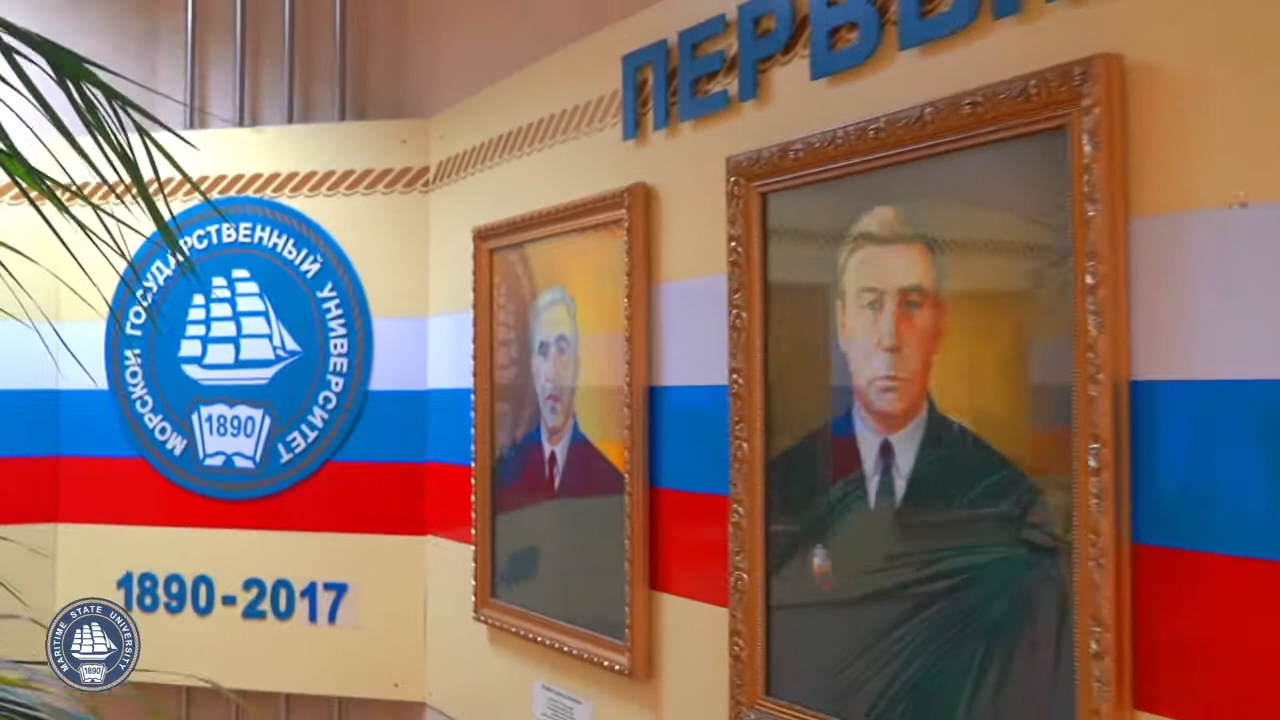 ПЕРВЫ
МОРСКОЙ ГОСУДАРСТВЕННЫЙ УНИВЕРСИТЕТ
1890
1890-2017
MARITIME STATE UNIVERSITY
1890